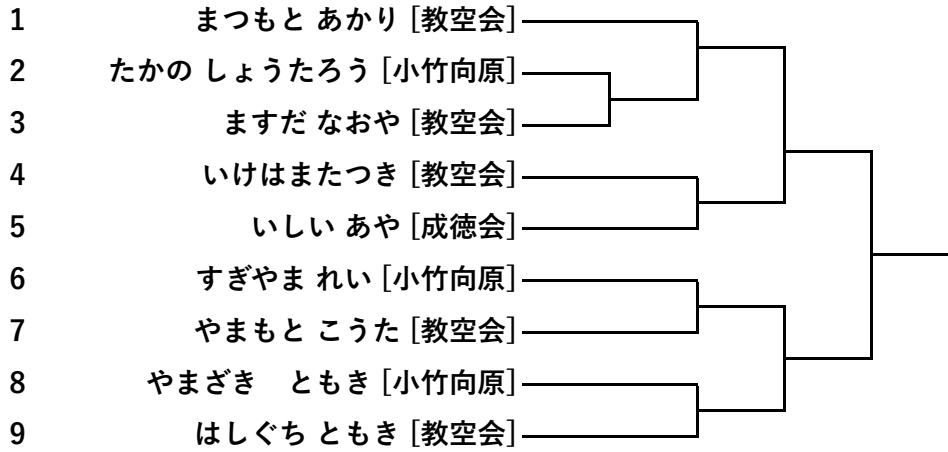 1 まつもと あかり [教空会]
2 たかの しょうたろう [小竹向原]
3 ますだ なおや [教空会]
4 いけはまたつき [教空会]
5 いしい あや [成徳会]
6 すぎやま れい [小竹向原]
7 やまもと こうた [教空会]
8 やまざき　ともき [小竹向原]
9 はしぐち ともき [教空会]